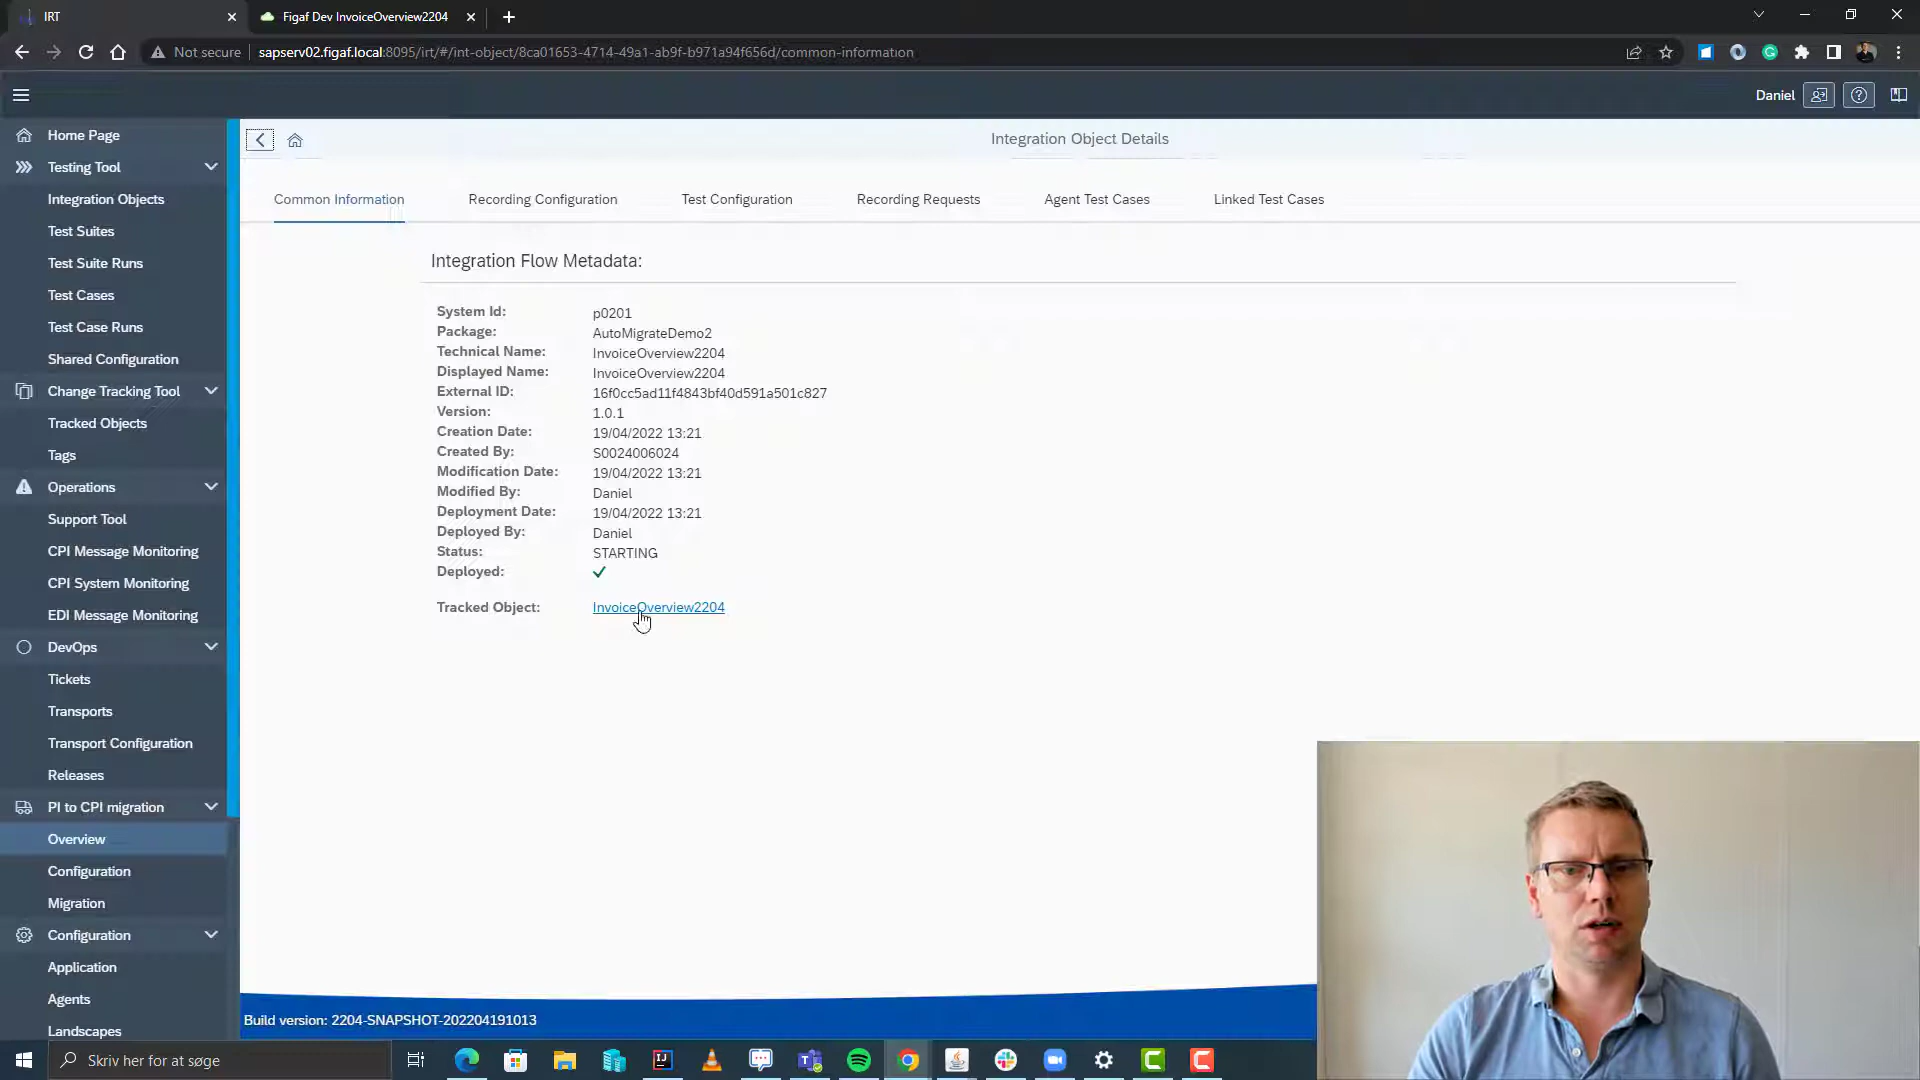 IRT
Figaf Dev InvoiceOverview2204
Not secure
sapserv02.figaf.local:8095/irt/#/int-object/8ca01653-4714-49a1-ab9f-b971a94f656d/common-information
Daniel
Home Page
Testing Tool
Integration Objects
Test Suites
Test Suite Runs
Test Cases
Test Case Runs
Shared Configuration
Change Tracking Tool
Tracked Objects
Tags
Operations
Support Tool
CPI Message Monitoring
CPI System Monitoring
EDI Message Monitoring
DevOps
Tickets
Transports
Transport Configuration
Releases
PI to CPI migration
Overview
Configuration
Migration
Configuration
Application
Agents
Landscapes
Integration Object Details
Common Information Recording Configuration Test Configuration Recording Requests Agent Test Cases Linked Test Cases
Integration Flow Metadata:
System Id: p0201
Package: AutoMigrateDemo2
Technical Name: InvoiceOverview2204
Displayed Name: InvoiceOverview2204
External ID: 16f0cc5ad11f4843bf40d591a501c827
Version: 1.0.1
Creation Date: 19/04/2022 13:21
Created By: S0024006024
Modification Date: 19/04/2022 13:21
Modified By: Daniel
Deployment Date: 19/04/2022 13:21
Deployed By: Daniel
Status: STARTING
Deployed:
Tracked Object: InvoiceOverview2204
Build version: 2204-SNAPSHOT-202204191013
Skriv her for at søge